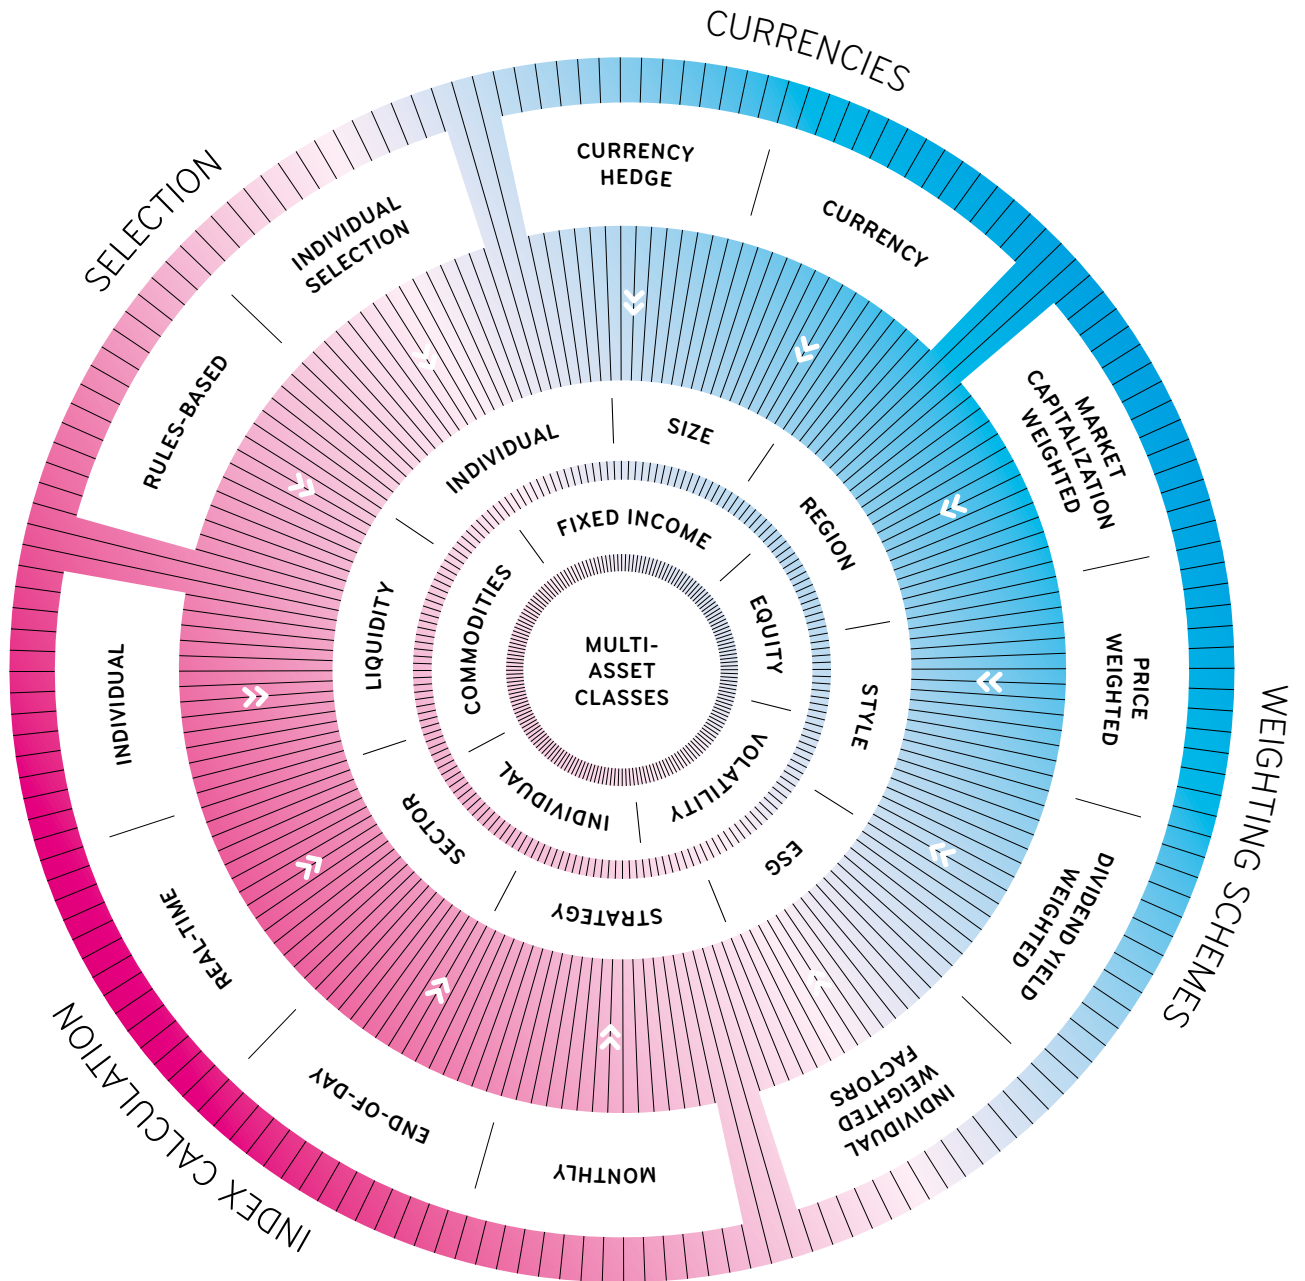 CURRENCIES
CURRENCY
HEDGE
CURRENCY
WEIGHTING SCHEMES
MARKET
CAPITALIZATION
WEIGHTED
PRICE
WEIGHTED
DIVIDEND YIELD
WEIGHTED
INDIVIDUAL
WEIGHTED
FACTORS
INDEX CALCULATION
MONTHLY
END-OF-DAY
REAL-TIME
INDIVIDUAL
SELECTION
RULES-BASED
INDIVIDUAL
SELECTION
INDIVIDUAL
SIZE
REGION
STYLE
ESG
STRATEGY
SECTOR
LIQUIDITY
FIXED INCOME
EQUITY
VOLATILITY
INDIVIDUAL
COMMODITIES
MULTI-
ASSET
CLASSES